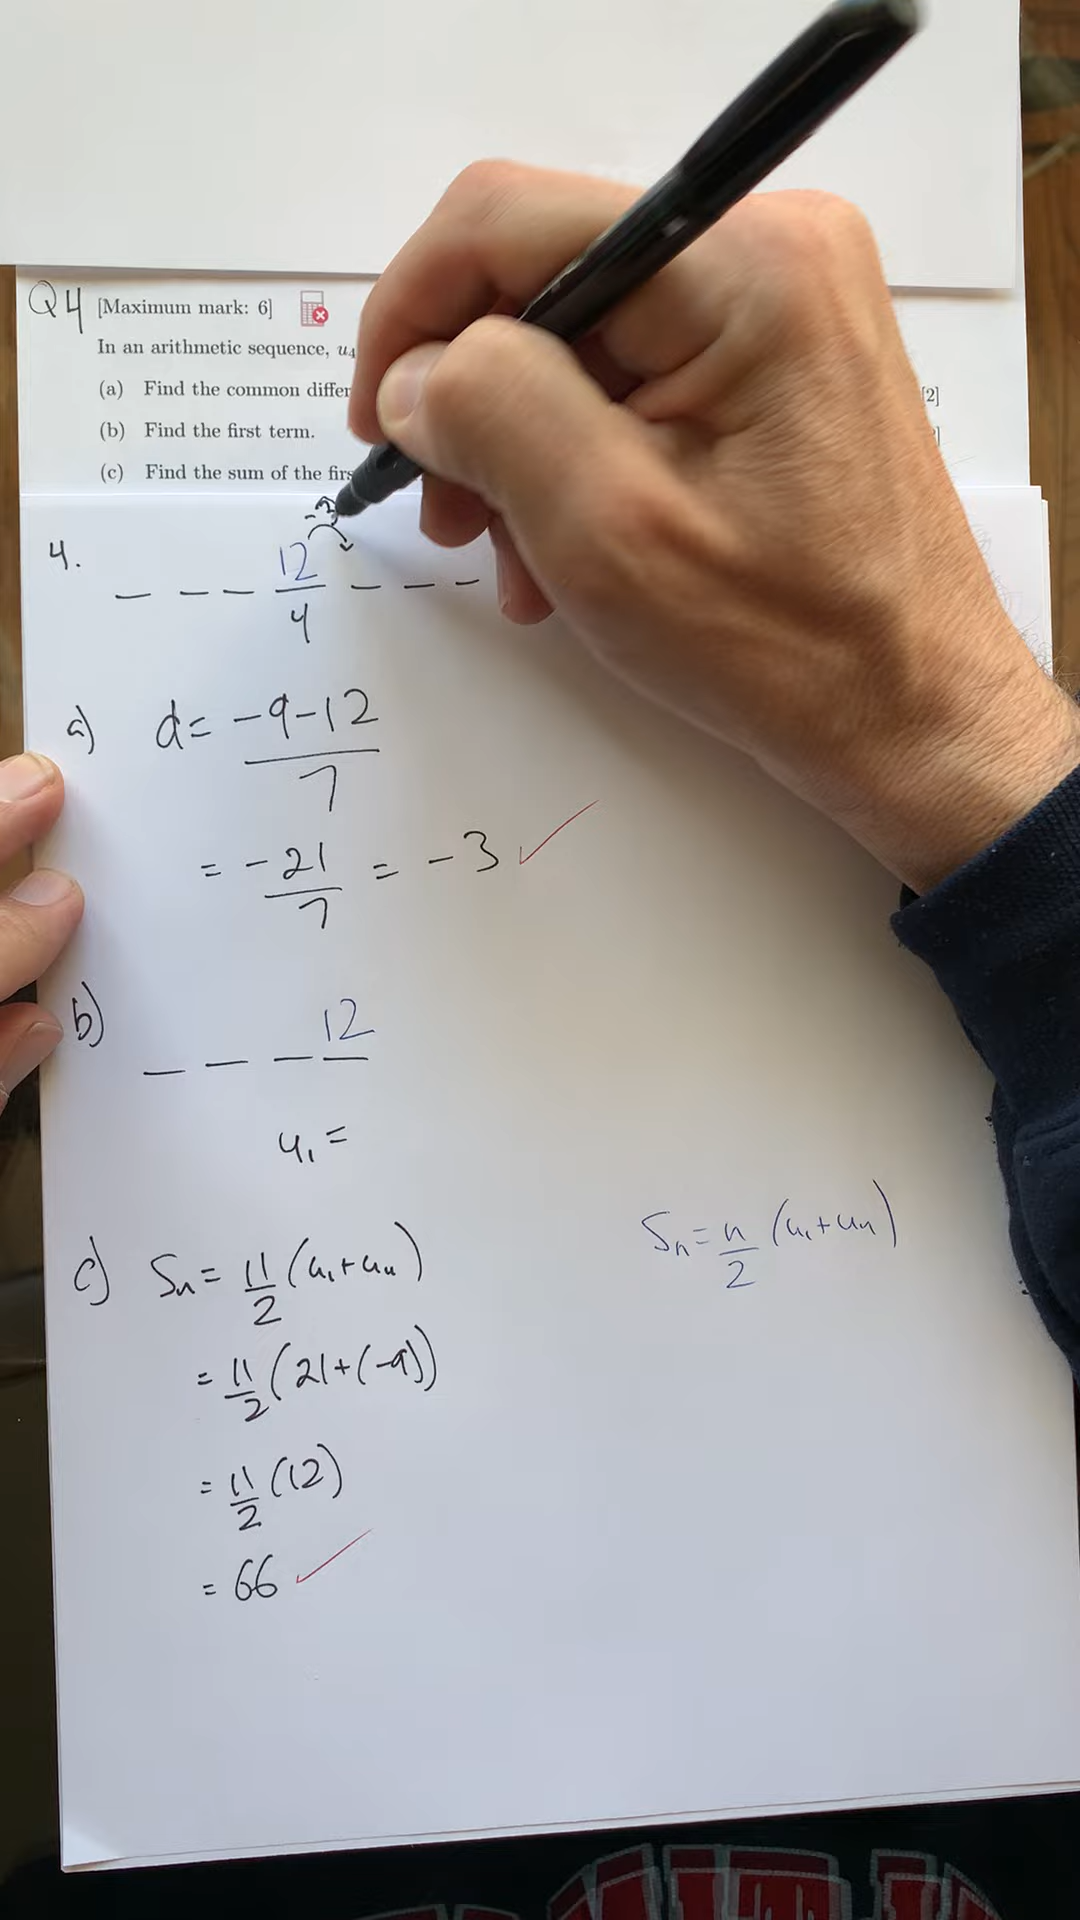 Q4 [Maximum mark: 6]
In an arithmetic sequence, u₄
(a) Find the common differ
[2]
(b) Find the first term.
(c) Find the sum of the firs
-3
4.
12
4
a) d = -9-12
7
= -21 = -3 ✓
7
b)
12
u₁ =
c) Sₙ = 11/2 (u₁+uₙ)
Sₙ = n/2 (u₁+uₙ)
= 11/2 (21+(-9))
= 11/2 (12)
= 66 ✓